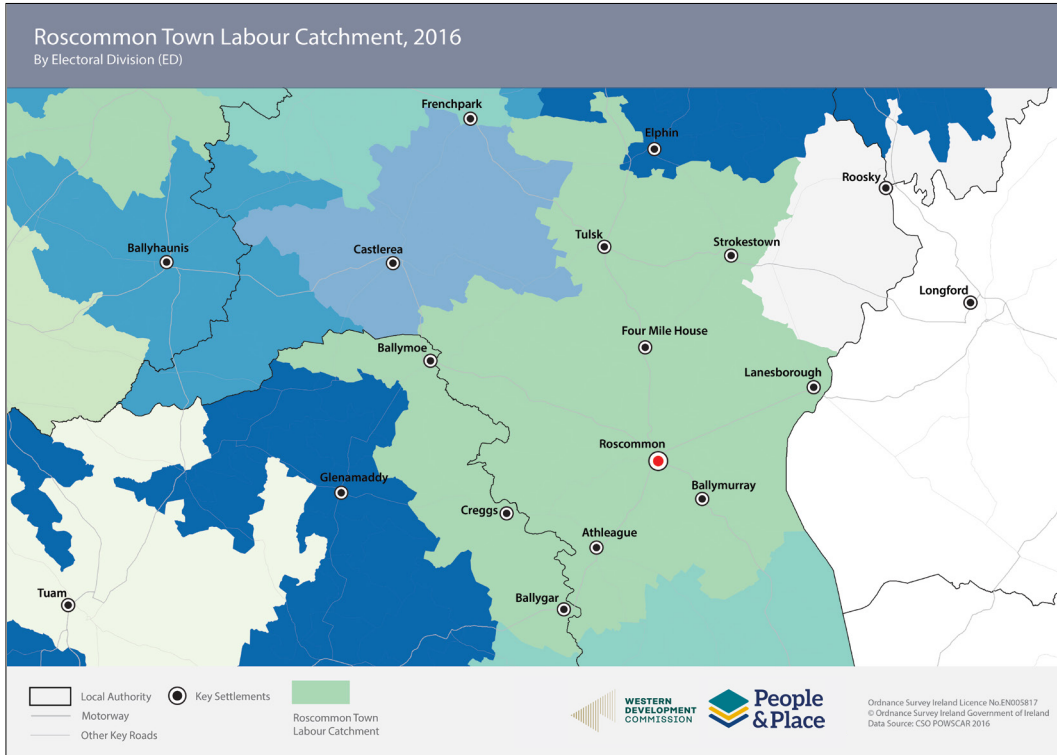 Roscommon Town Labour Catchment, 2016
By Electoral Division (ED)
Frenchpark
Elphin
Roosky
Ballyhaunis
Castlerea
Tulsk
Strokestown
Longford
Four Mile House
Ballymoe
Lanesborough
Roscommon
Glenamaddy
Ballymurray
Creggs
Athleague
Tuam
Ballygar
Local Authority
Motorway
Other Key Roads
Key Settlements
Roscommon Town
Labour Catchment
WESTERN
DEVELOPMENT
COMMISSION
People
& Place
Ordnance Survey Ireland Licence No.EN005817
© Ordnance Survey Ireland Government of Ireland
Data Source: CSO POWSCAR 2016